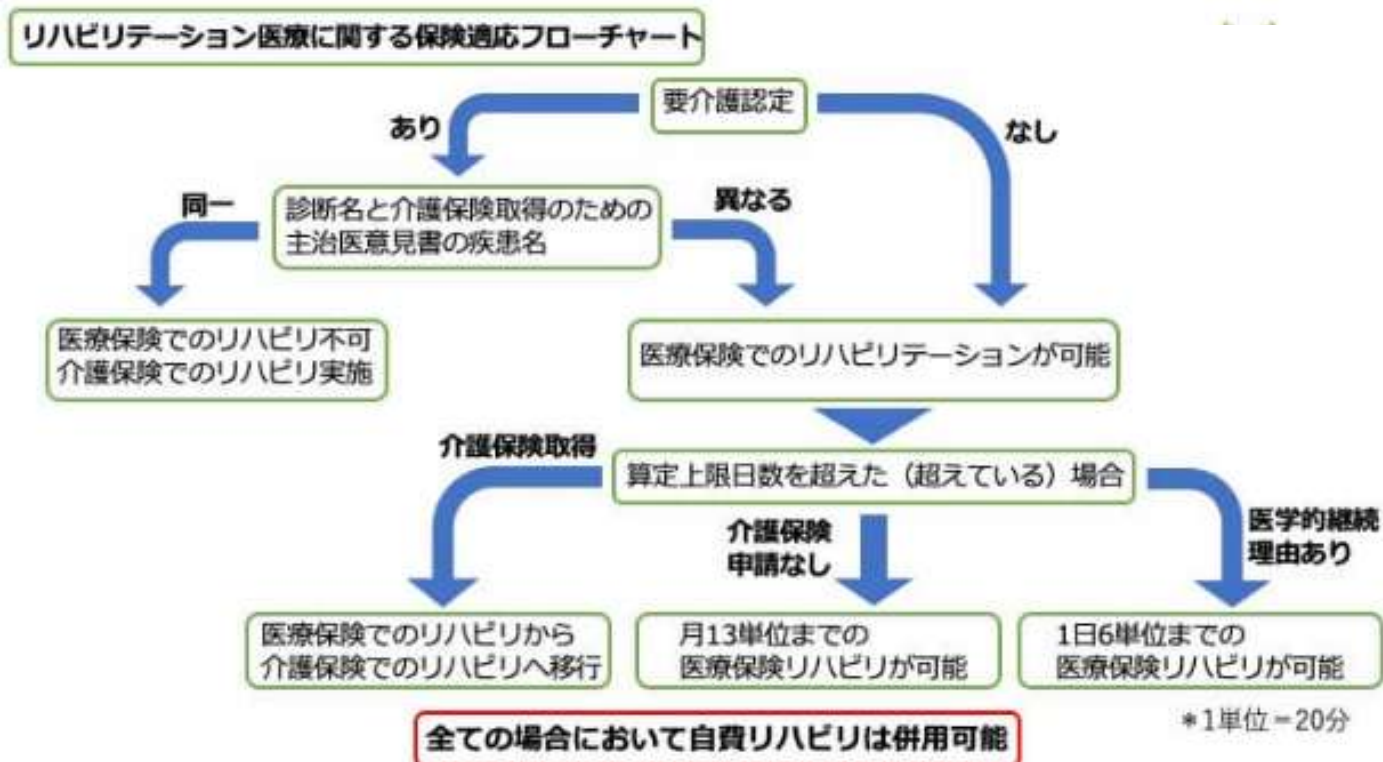 リハビリテーション医療に関する保険適応フローチャート
要介護認定
あり
なし
同一
診断名と介護保険取得のための
主治医意見書の疾患名
異なる
医療保険でのリハビリ不可
介護保険でのリハビリ実施
医療保険でのリハビリテーションが可能
介護保険取得
算定上限日数を超えた（超えている）場合
介護保険
申請なし
医学的継続
理由あり
医療保険でのリハビリから
介護保険でのリハビリへ移行
月13単位までの
医療保険リハビリが可能
1日6単位までの
医療保険リハビリが可能
全ての場合において自費リハビリは併用可能
*1単位=20分